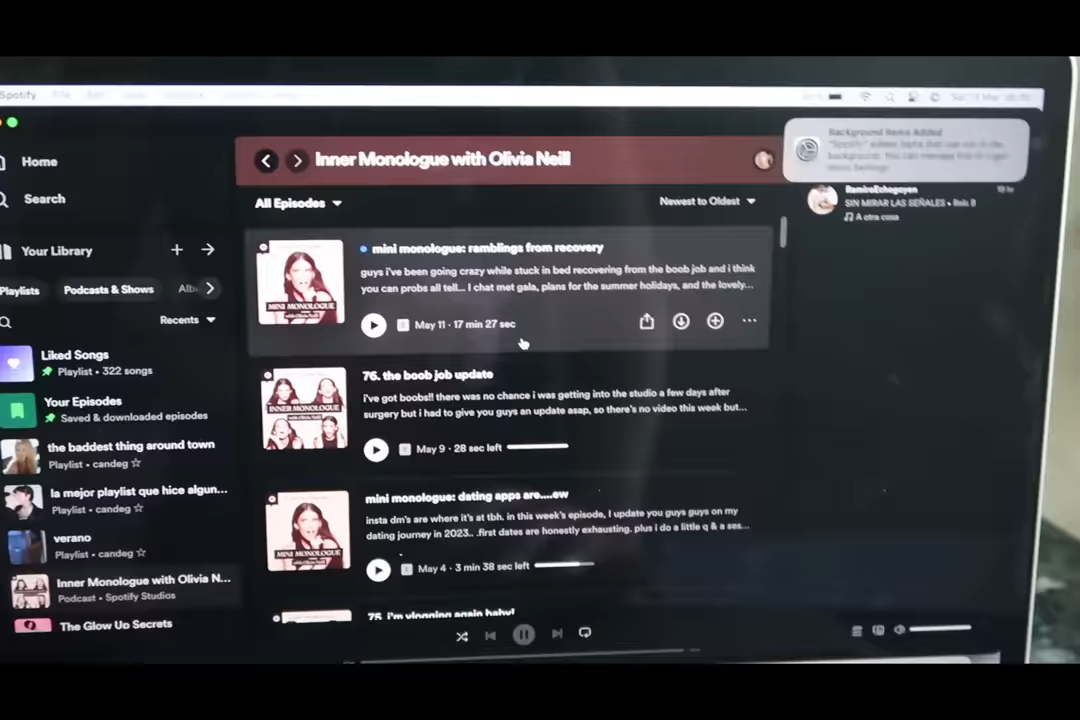 Spotify
Background Items Added
Home
Search
Your Library
Playlists
Podcasts & Shows
Alb
Recents
Liked Songs
Playlist • 322 songs
Your Episodes
Saved & downloaded episodes
the baddest thing around town
Playlist • candeg ☆
la mejor playlist que hice algun...
Playlist • candeg ☆
verano
Playlist • candeg ☆
Inner Monologue with Olivia N...
Podcast • Spotify Studios
The Glow Up Secrets
Inner Monologue with Olivia Neill
All Episodes
Newest to Oldest
MINI MONOLOGUE
mini monologue: ramblings from recovery
guys i've been going crazy while stuck in bed recovering from the boob job and i think
you can probs all tell... I chat met gala, plans for the summer holidays, and the lovely...
May 11 • 17 min 27 sec
INNER MONOLOGUE
76. the boob job update
i've got boobs!! there was no chance i was getting into the studio a few days after
surgery but i had to give you guys an update asap, so there's no video this week but...
May 9 • 28 sec left
MINI MONOLOGUE
mini monologue: dating apps are....ew
insta dm's are where it's at tbh. in this week's episode, I update you guys guys on my
dating journey in 2023.. .first dates are honestly exhausting. plus i do a little q & a ses...
May 4 • 3 min 38 sec left
75. i'm vlogging again baby!
RamiroEchagoyen
SIN MIRAR LAS SEÑALES •
A otra cosa